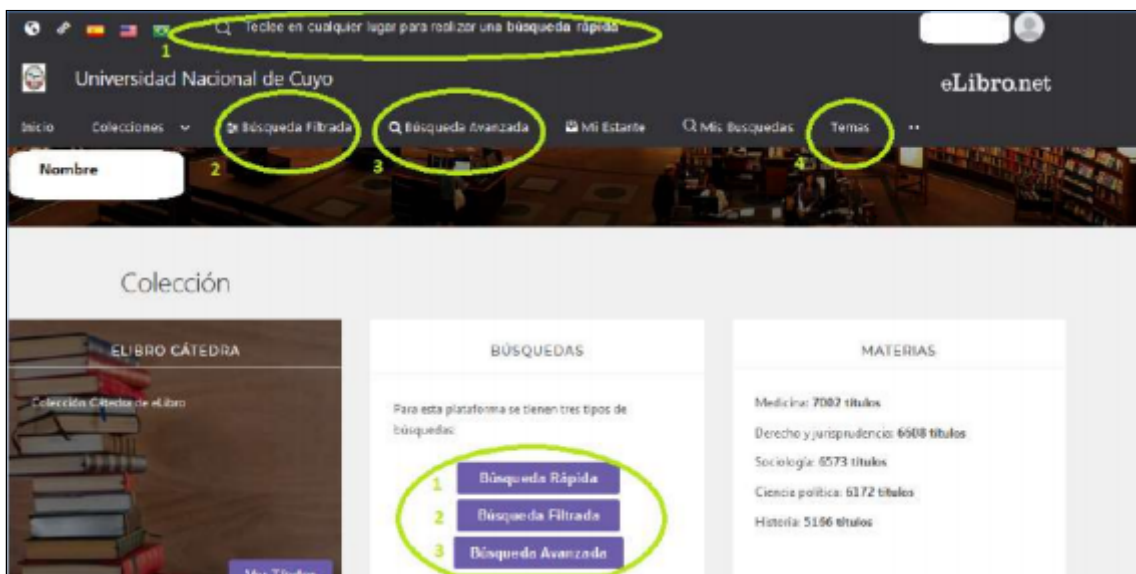 Teclee en cualquier lugar para realizar una búsqueda rápida
1
Universidad Nacional de Cuyo
eLibro.net
Inicio Colecciones Búsqueda Filtrada Búsqueda Avanzada Mi Estante Mis Busquedas Temas ..
2 3 4
Nombre
Colección
ELIBRO CÁTEDRA
Colección Cátedra de eLibro
Ver Títulos
BÚSQUEDAS
Para esta plataforma se tienen tres tipos de
búsquedas:
1 Búsqueda Rápida
2 Búsqueda Filtrada
3 Búsqueda Avanzada
MATERIAS
Medicina: 7002 títulos
Derecho y jurisprudencia: 6608 títulos
Sociología: 6573 títulos
Ciencia política: 6172 títulos
Historia: 5166 títulos